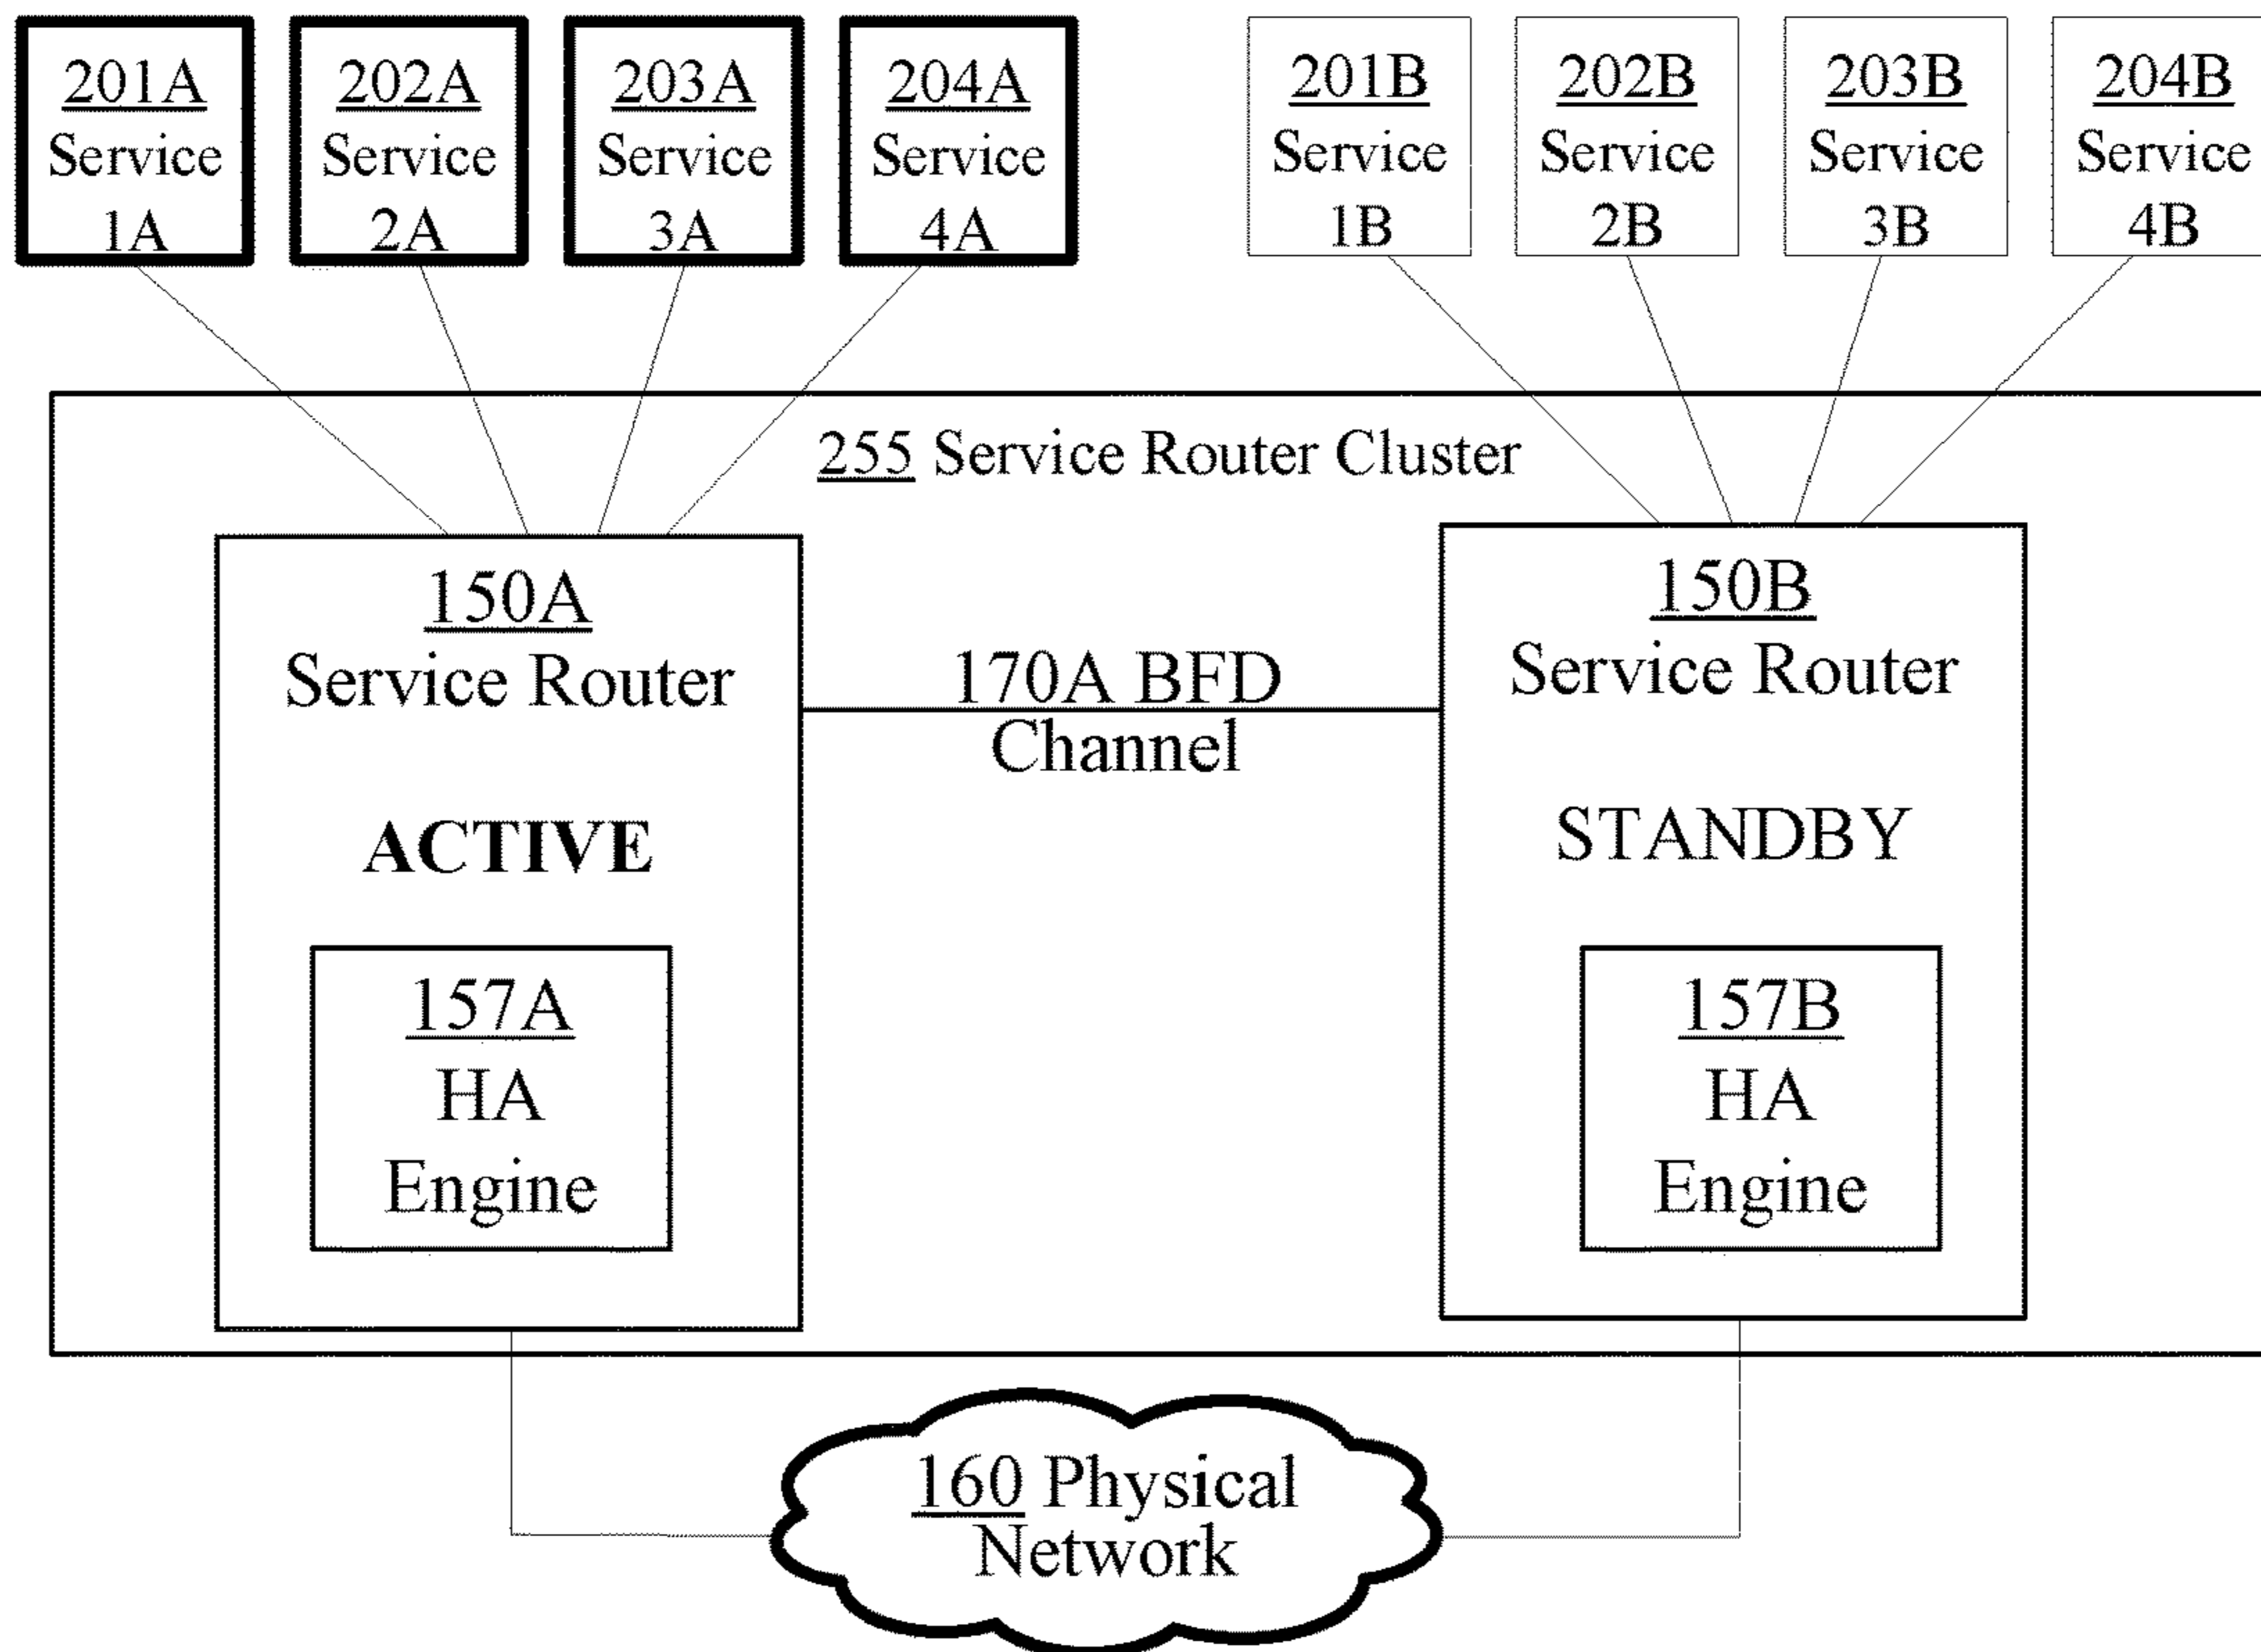 201A
Service
1A
202A
Service
2A
203A
Service
3A
204A
Service
4A
201B
Service
1B
202B
Service
2B
203B
Service
3B
204B
Service
4B
255 Service Router Cluster
150A
Service Router
ACTIVE
157A
HA
Engine
170A BFD
Channel
150B
Service Router
STANDBY
157B
HA
Engine
160 Physical
Network